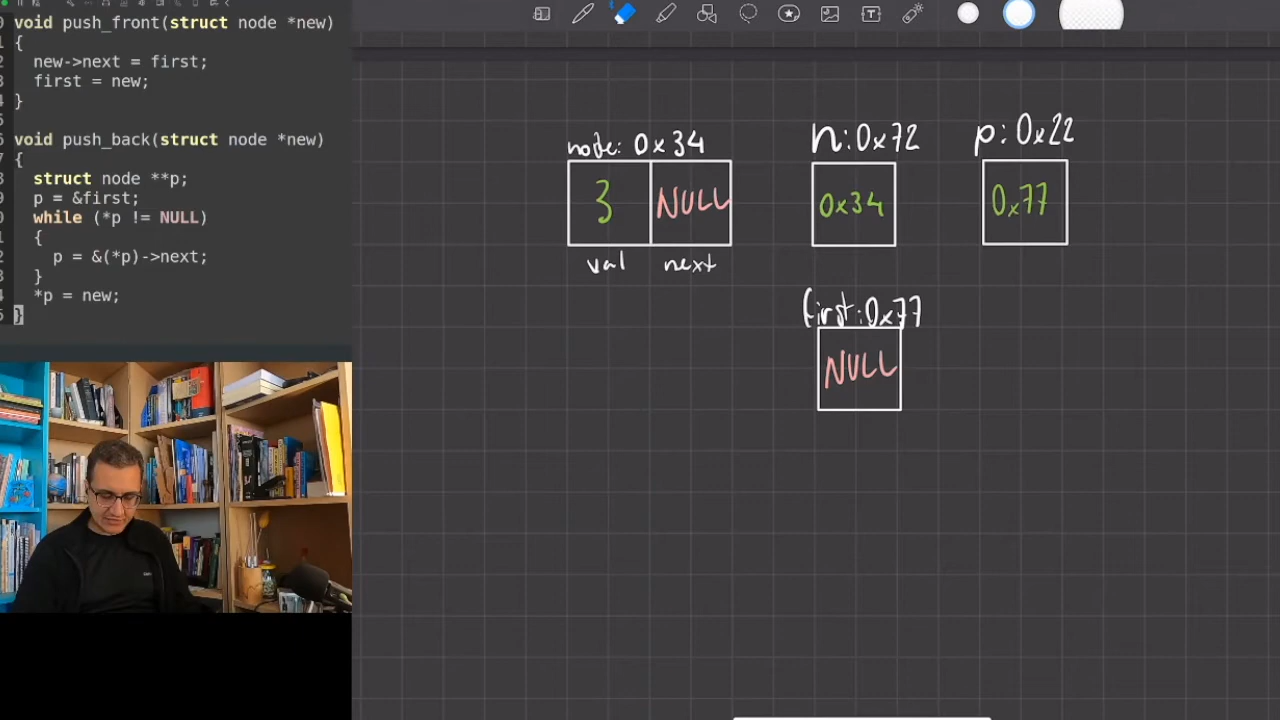 void push_front(struct node *new)
{
new->next = first;
first = new;
}
void push_back(struct node *new)
{
struct node **p;
p = &first;
while (*p != NULL)
{
p = &(*p)->next;
}
*p = new;
}
node: 0x34
n:0x72
p: 0x22
3
NULL
0x34
0x77
val
next
first:0x77
NULL